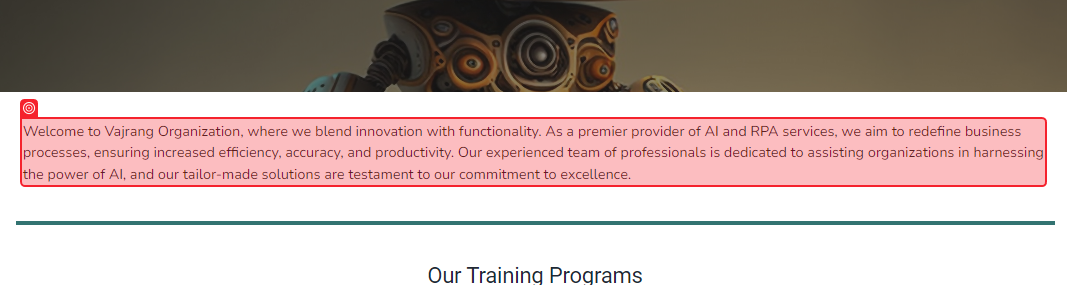 Welcome to Vajrang Organization, where we blend innovation with functionality. As a premier provider of AI and RPA services, we aim to redefine business
processes, ensuring increased efficiency, accuracy, and productivity. Our experienced team of professionals is dedicated to assisting organizations in harnessing
the power of AI, and our tailor-made solutions are testament to our commitment to excellence.
Our Training Programs